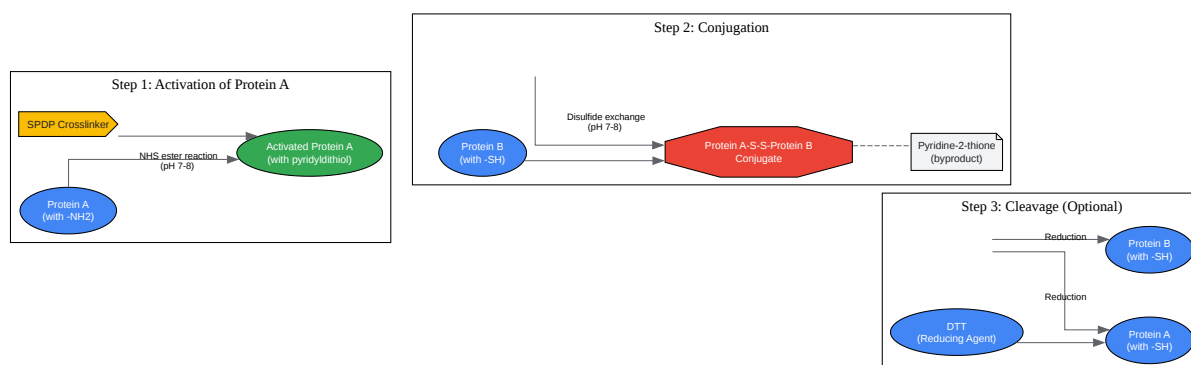 Step 1: Activation of Protein A
SPDP Crosslinker
Activated Protein A
(with pyridyldithiol)
NHS ester reaction
(pH 7-8)
Protein A
(with -NH2)
Step 2: Conjugation
Disulfide exchange
(pH 7-8)
Protein B
(with -SH)
Protein A-S-S-Protein B
Conjugate
Pyridine-2-thione
(byproduct)
Step 3: Cleavage (Optional)
Reduction
Protein B
(with -SH)
Reduction
DTT
(Reducing Agent)
Protein A
(with -SH)